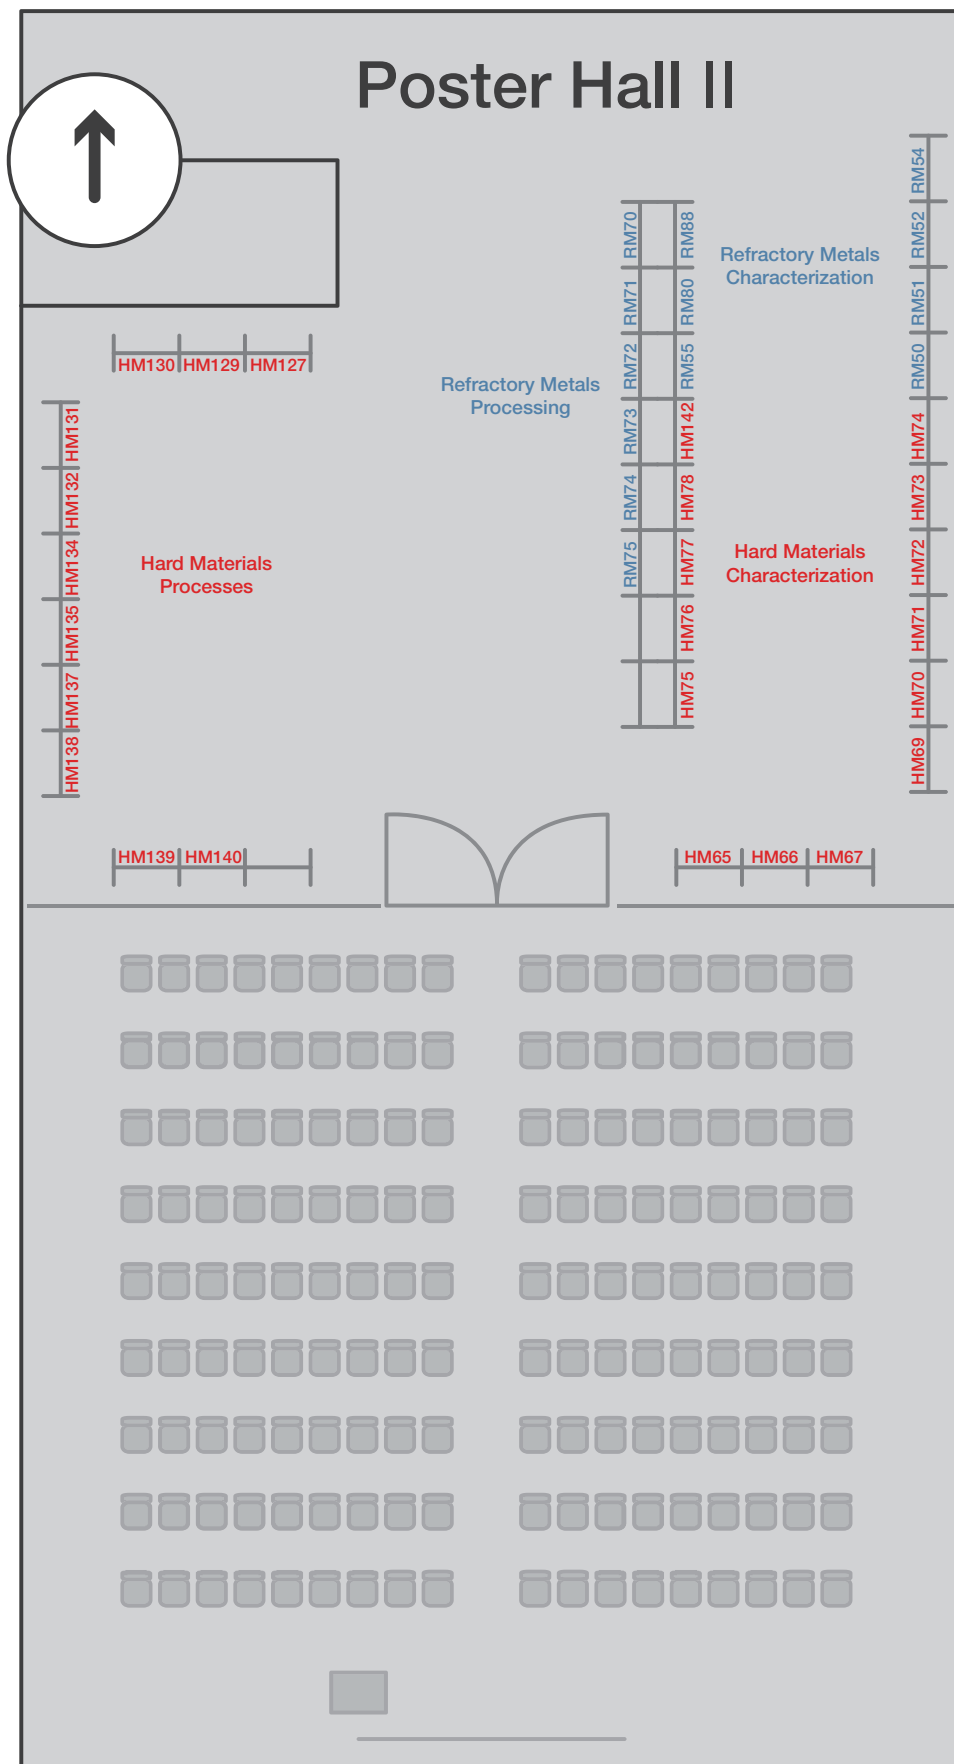 Poster Hall II
RM54
RM52
RM51
RM50
HM74
HM73
HM72
HM71
HM70
HM69
RM70
RM71
RM72
RM73
RM74
RM75
RM88
RM80
RM55
HM142
HM78
HM77
HM76
HM75
Refractory Metals
Characterization
Refractory Metals
Processing
HM130 HM129 HM127
HM131
HM132
HM134
HM135
HM137
HM138
Hard Materials
Processes
Hard Materials
Characterization
HM139 HM140
HM65 HM66 HM67